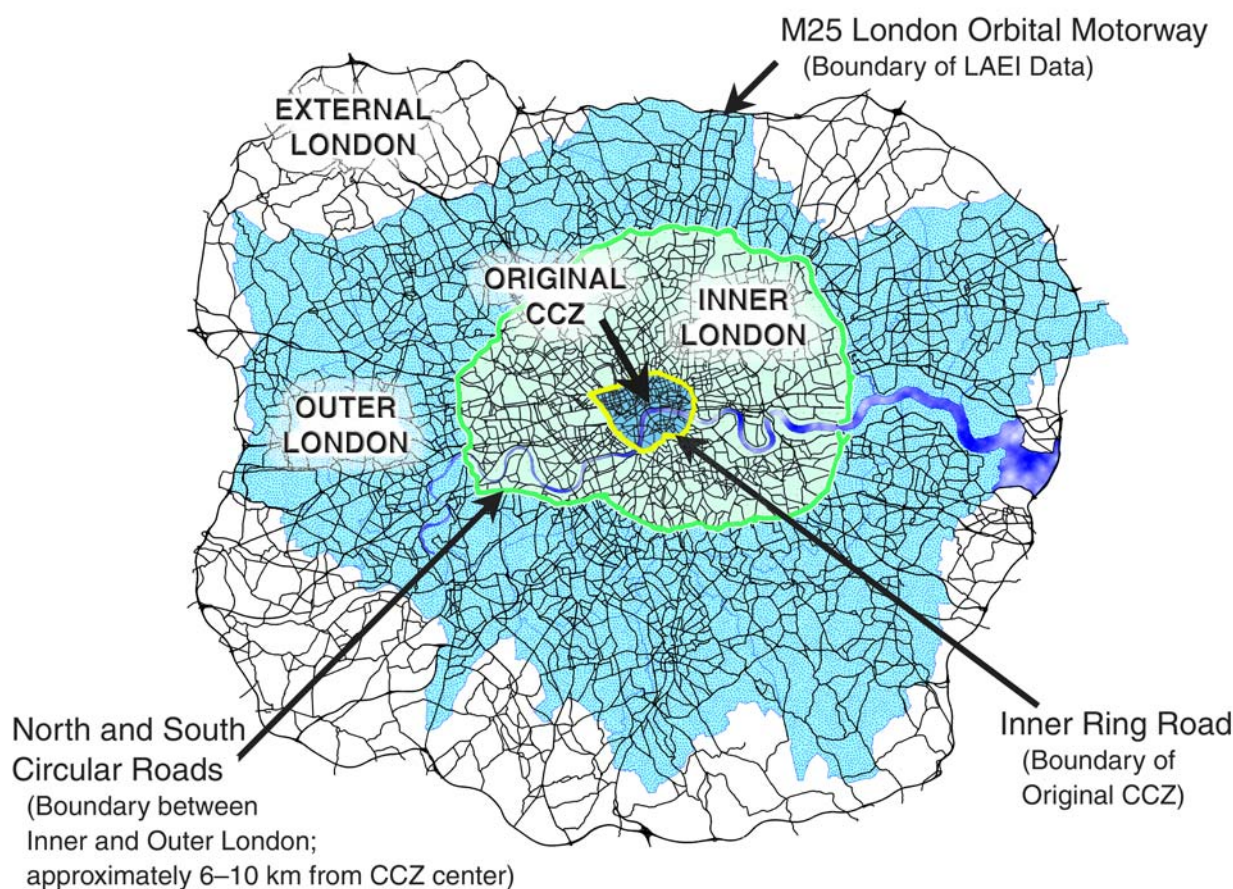 M25 London Orbital Motorway
(Boundary of LAEI Data)
EXTERNAL
LONDON
ORIGINAL
CCZ
INNER
LONDON
OUTER
LONDON
North and South
Circular Roads
(Boundary between
Inner and Outer London;
approximately 6–10 km from CCZ center)
Inner Ring Road
(Boundary of
Original CCZ)